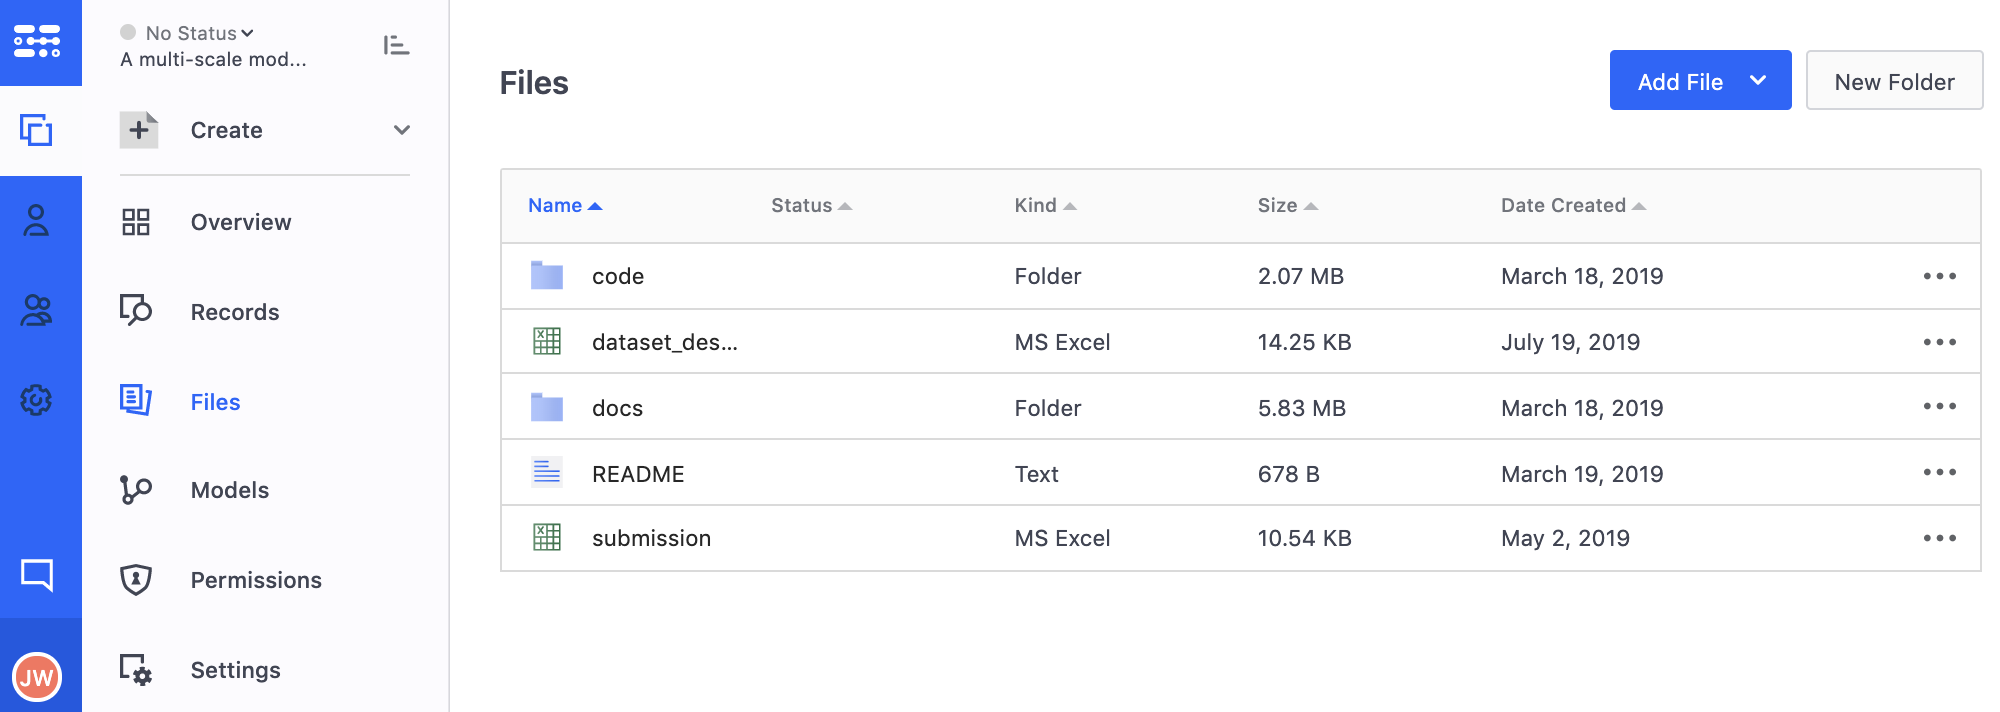 No Status
A multi-scale mod...
Create
Overview
Records
Files
Models
Permissions
Settings
JW
Files
Add File
New Folder
Name Status Kind Size Date Created
code Folder 2.07 MB March 18, 2019
dataset_des... MS Excel 14.25 KB July 19, 2019
docs Folder 5.83 MB March 18, 2019
README Text 678 B March 19, 2019
submission MS Excel 10.54 KB May 2, 2019